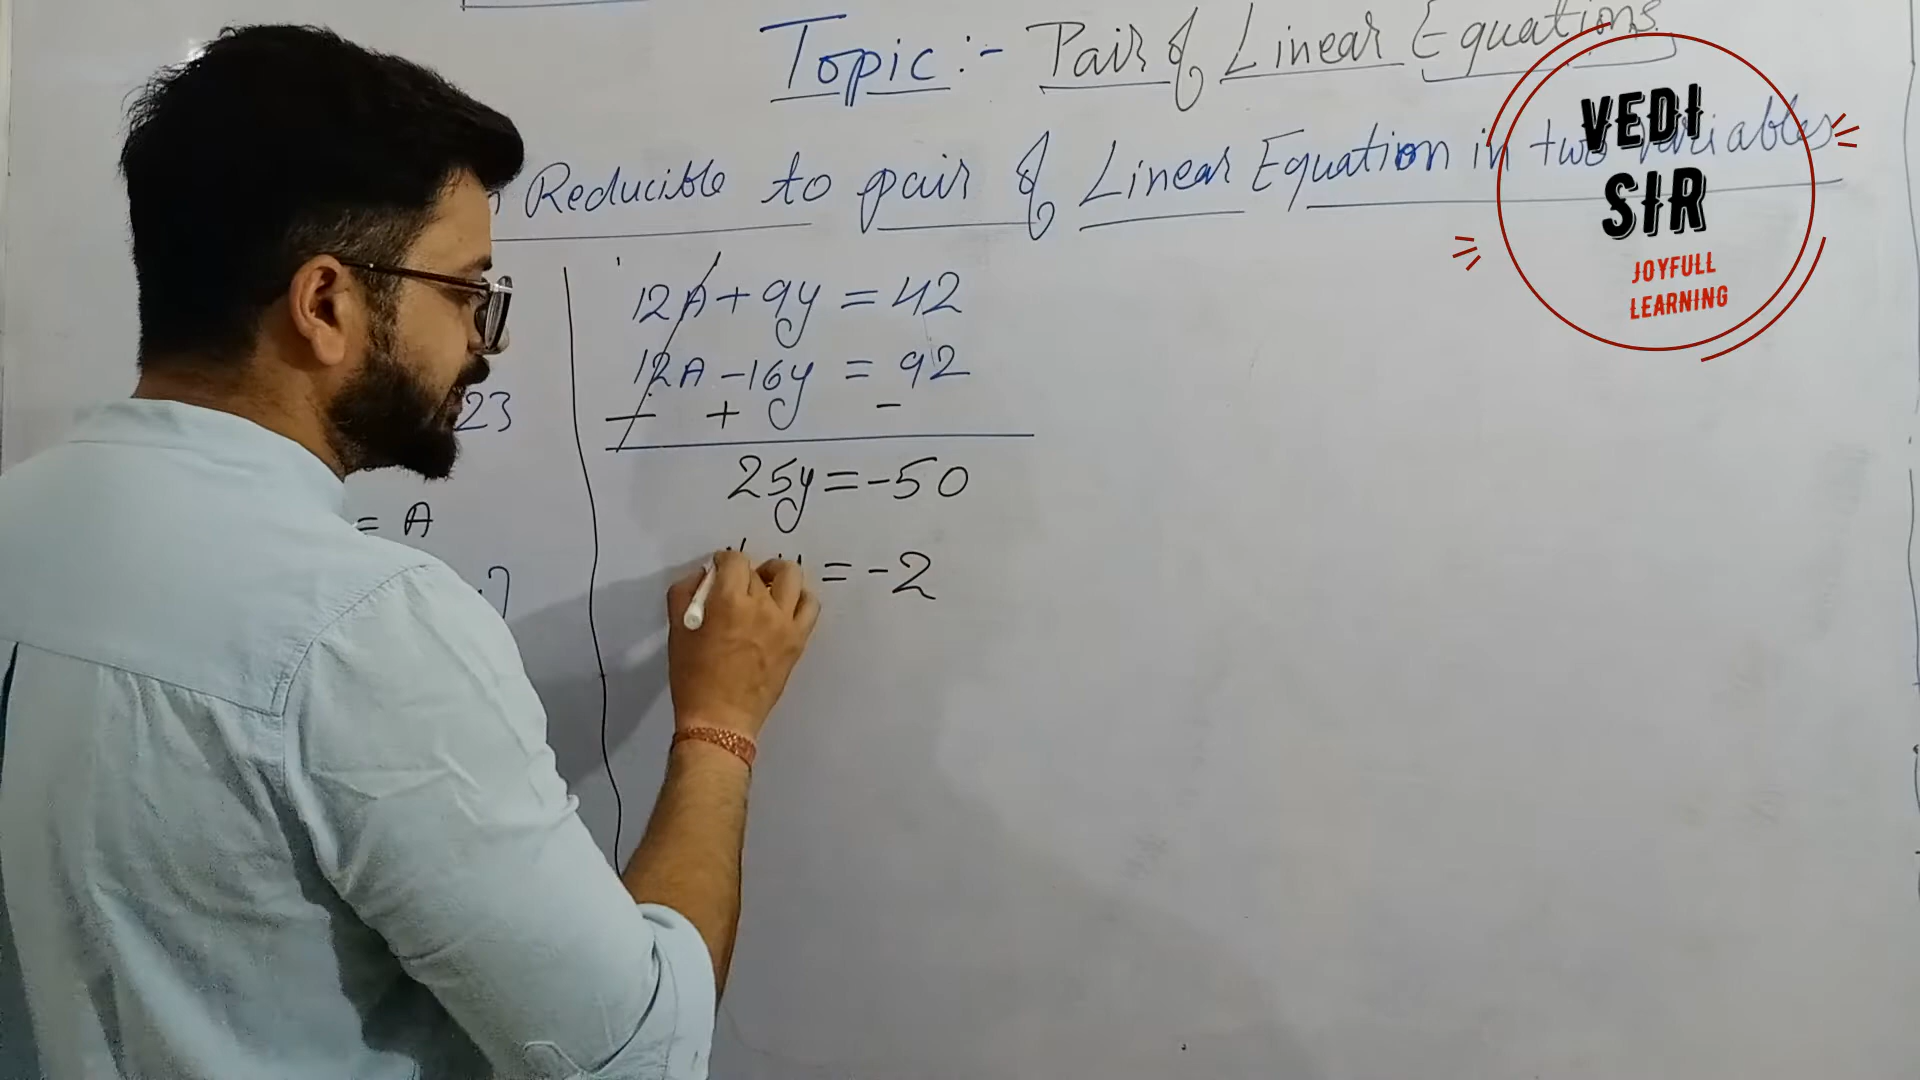 Topic:- Pair of Linear Equations
Reducible to pair of Linear Equation in two variables
VEDI
SIR
JOYFULL
LEARNING
23
= A
12A + 9y = 42
12A - 16y = 92
- + -
25y = -50
y = -2